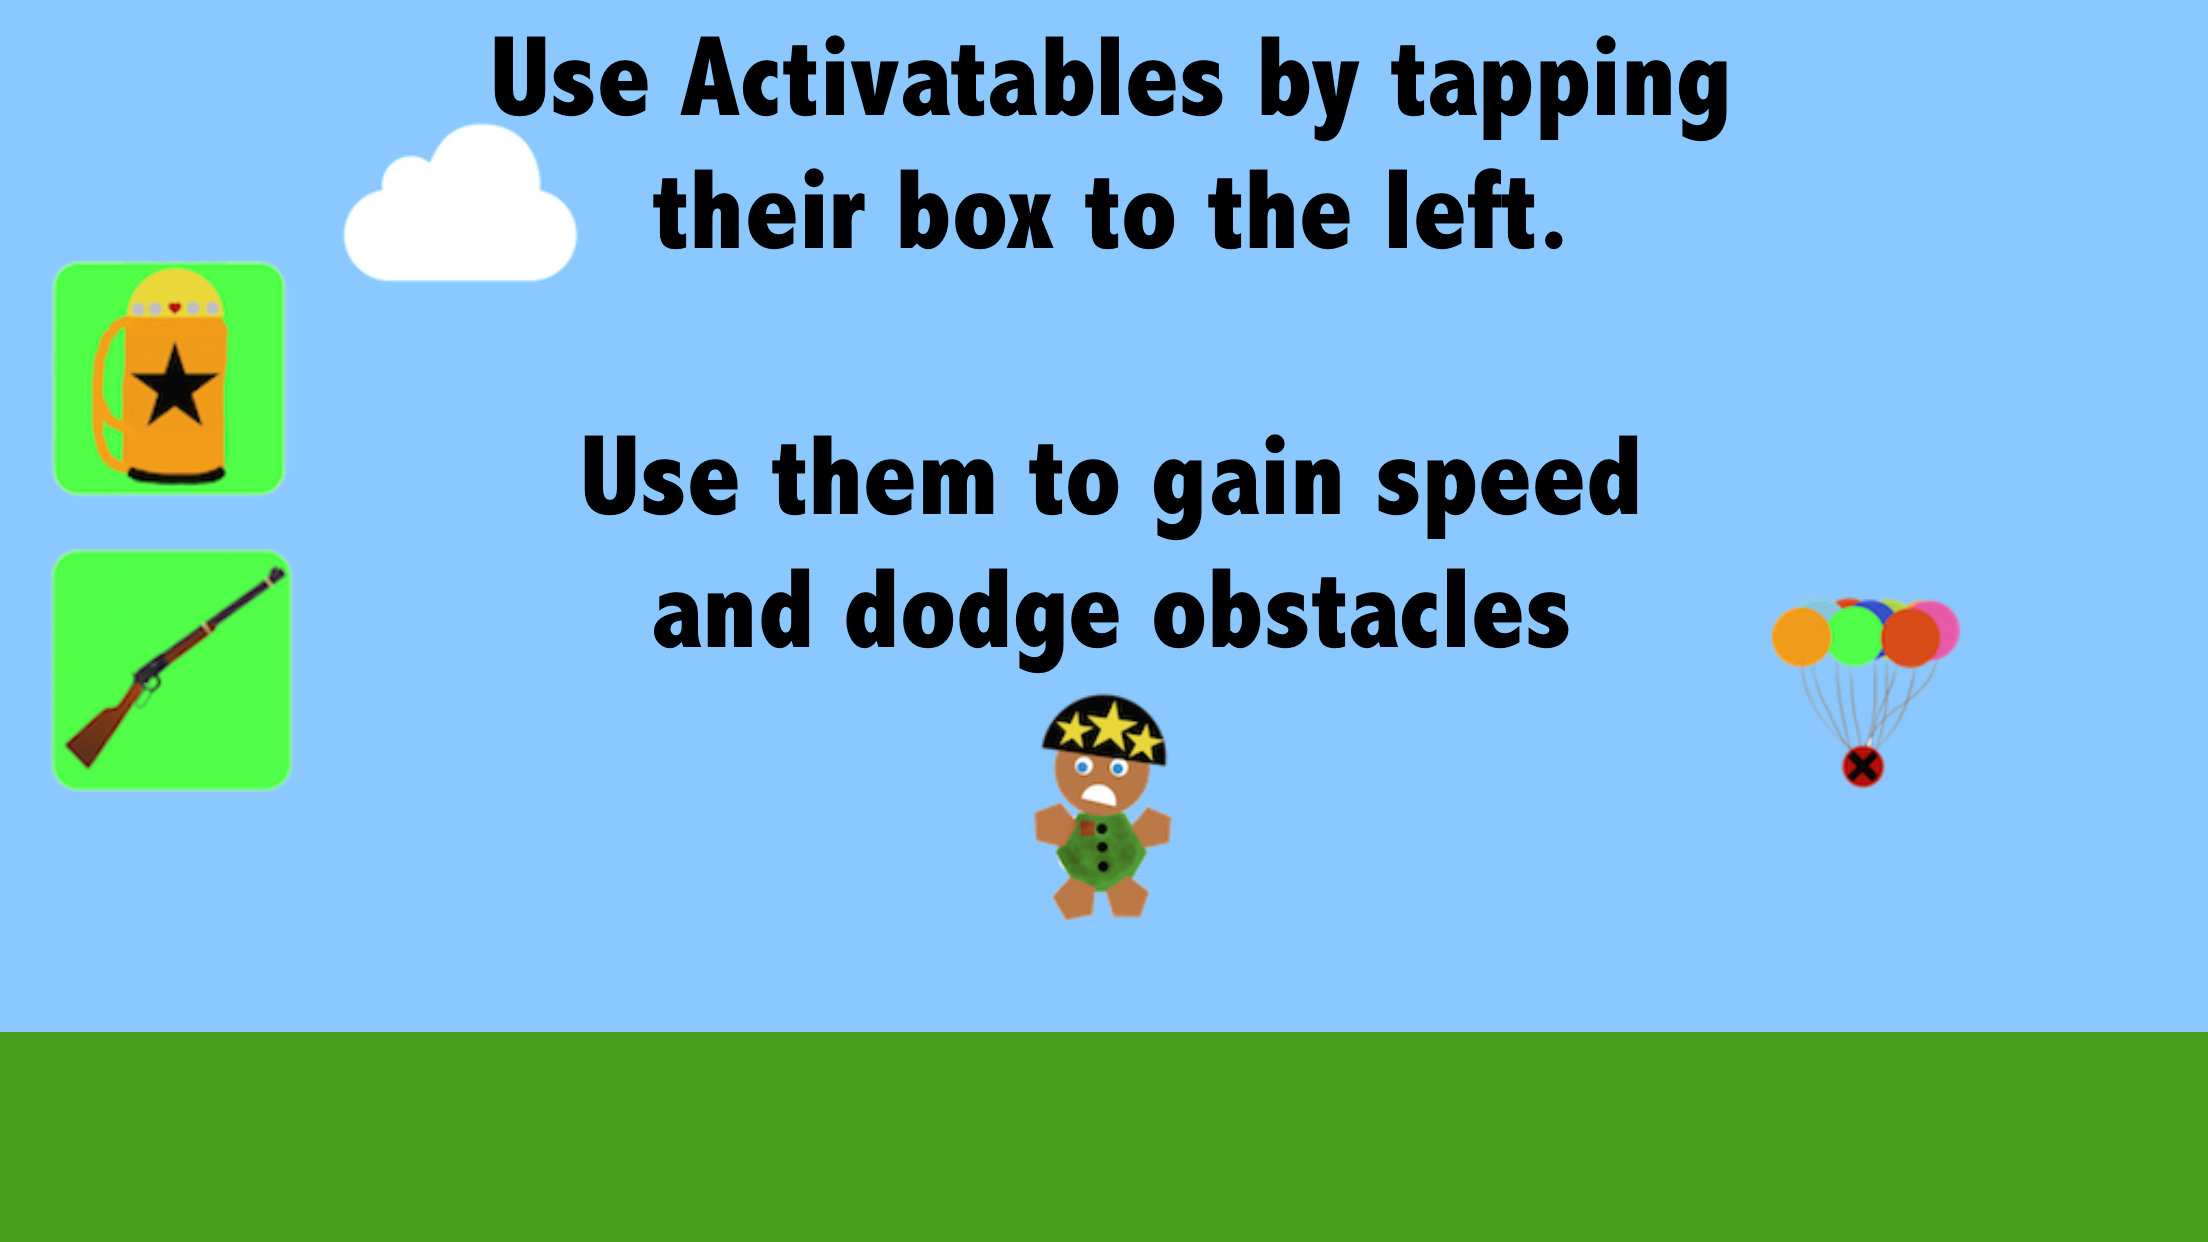 Use Activatables by tapping
their box to the left.
Use them to gain speed
and dodge obstacles